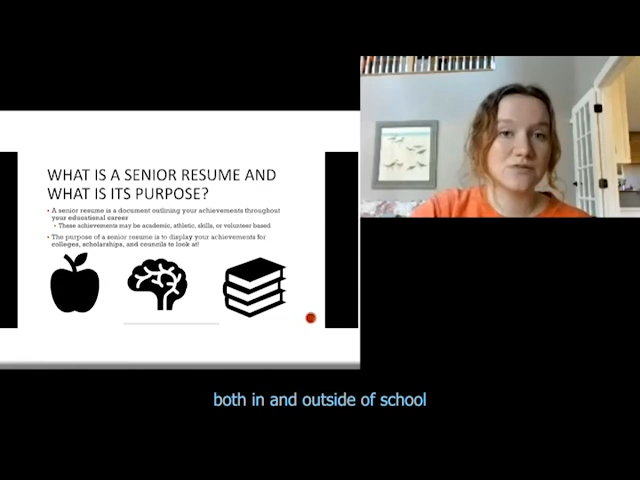 WHAT IS A SENIOR RESUME AND
WHAT IS ITS PURPOSE?
A senior resume is a document outlining your achievements throughout
your educational career
These achievements may be academic, athletic, skills, or volunteer based
The purpose of a senior resume is to display your achievements for
colleges, scholarships, and councils to look at!
both in and outside of school